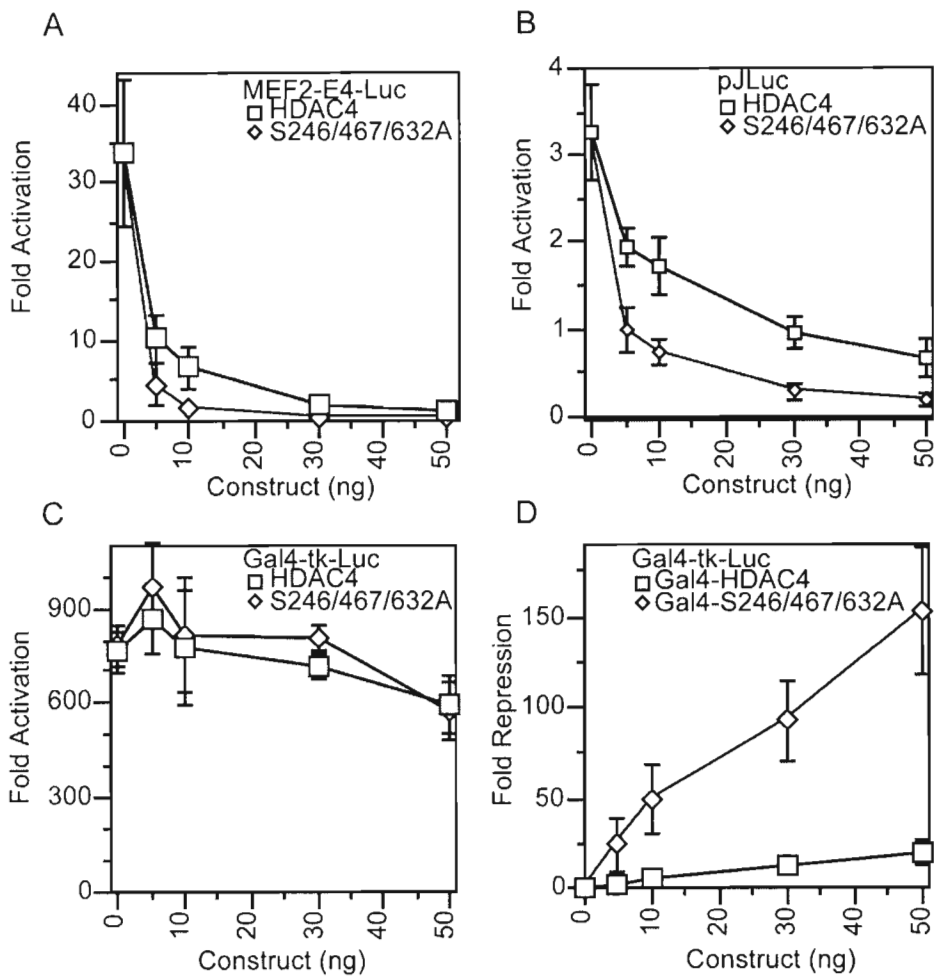 A
MEF2-E4-Luc
HDAC4
S246/467/632A
Fold Activation
40
30
20
10
0
0
10
20
30
40
50
Construct (ng)
B
pJLuc
HDAC4
S246/467/632A
Fold Activation
4
3
2
1
0
0
10
20
30
40
50
Construct (ng)
C
Gal4-tk-Luc
HDAC4
S246/467/632A
Fold Activation
900
600
300
0
0
10
20
30
40
50
Construct (ng)
D
Gal4-tk-Luc
Gal4-HDAC4
Gal4-S246/467/632A
Fold Repression
150
100
50
0
0
10
20
30
40
50
Construct (ng)